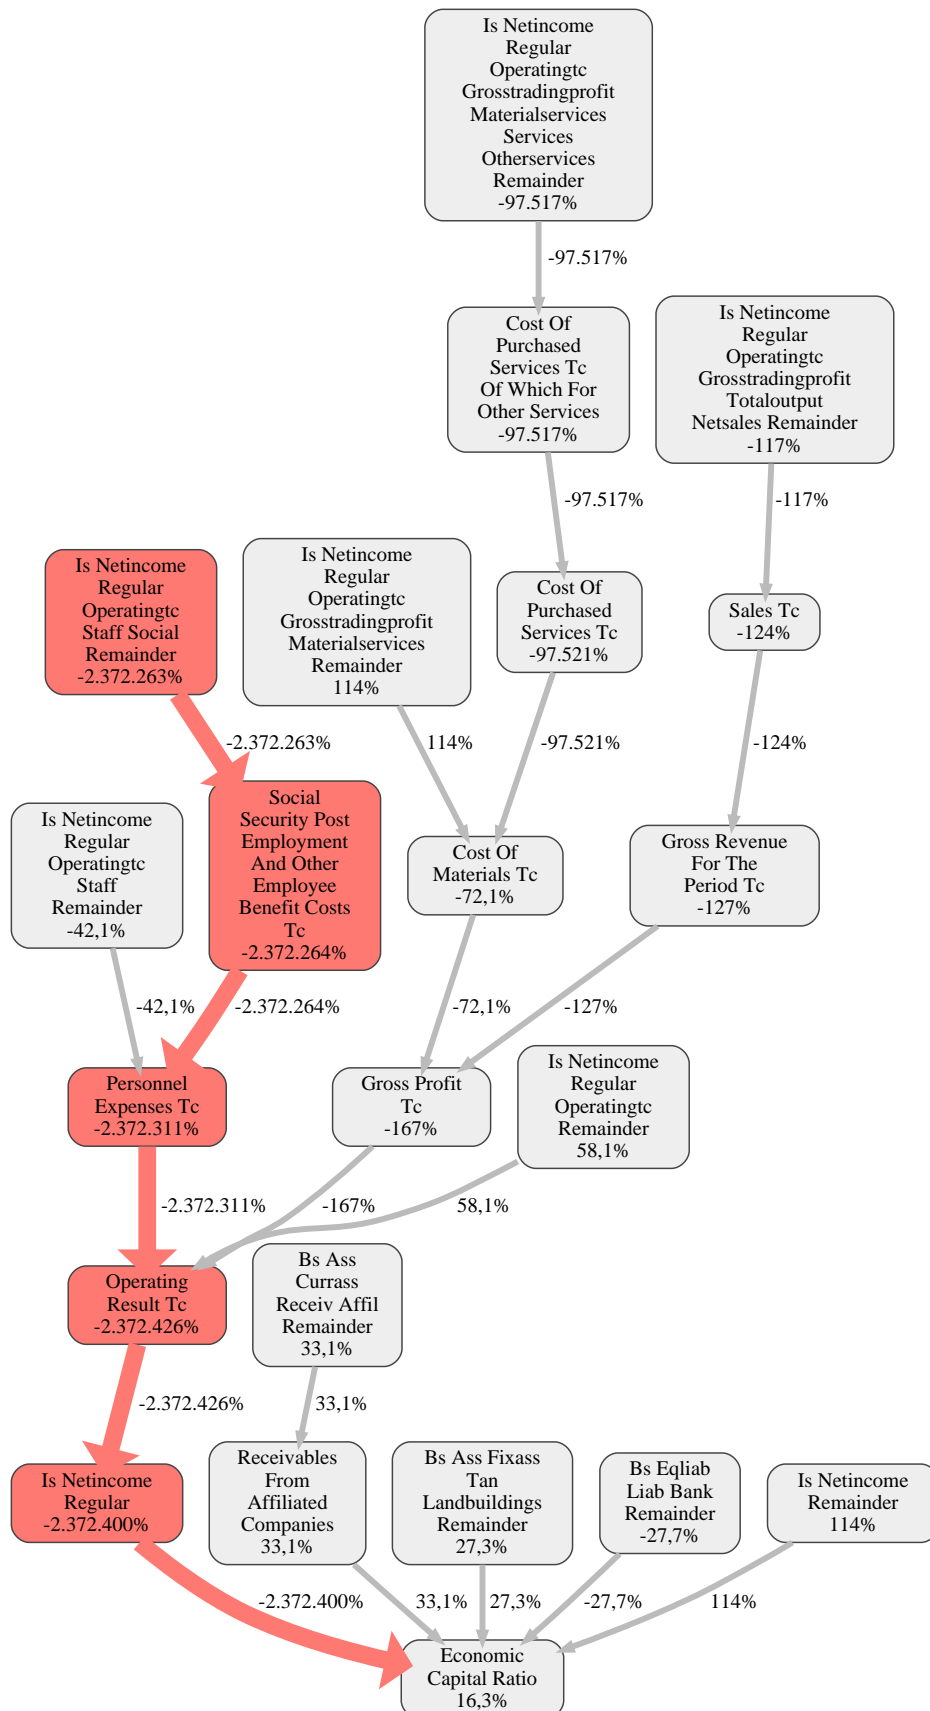 Is Netincome
Regular
Operatingtc
Grosstradingprofit
Materialservices
Services
Otherservices
Remainder
-97.517%
-97.517%
Cost Of
Purchased
Services Tc
Of Which For
Other Services
-97.517%
Is Netincome
Regular
Operatingtc
Grosstradingprofit
Totaloutput
Netsales Remainder
-117%
-97.517%
-117%
Is Netincome
Regular
Operatingtc
Staff Social
Remainder
-2.372.263%
Is Netincome
Regular
Operatingtc
Grosstradingprofit
Materialservices
Remainder
114%
Cost Of
Purchased
Services Tc
-97.521%
Sales Tc
-124%
-2.372.263%
114%
-97.521%
-124%
Is Netincome
Regular
Operatingtc
Staff
Remainder
-42,1%
Social
Security Post
Employment
And Other
Employee
Benefit Costs
Tc
-2.372.264%
Cost Of
Materials Tc
-72,1%
Gross Revenue
For The
Period Tc
-127%
-42,1%
-2.372.264%
-72,1%
-127%
Personnel
Expenses Tc
-2.372.311%
Gross Profit
Tc
-167%
Is Netincome
Regular
Operatingtc
Remainder
58,1%
-2.372.311%
-167%
58,1%
Operating
Result Tc
-2.372.426%
Bs Ass
Currass
Receiv Affil
Remainder
33,1%
-2.372.426%
33,1%
Is Netincome
Regular
-2.372.400%
Receivables
From
Affiliated
Companies
33,1%
Bs Ass Fixass
Tan
Landbuildings
Remainder
27,3%
Bs Eqliab
Liab Bank
Remainder
-27,7%
Is Netincome
Remainder
114%
-2.372.400%
33,1%
27,3%
-27,7%
114%
Economic
Capital Ratio
16,3%